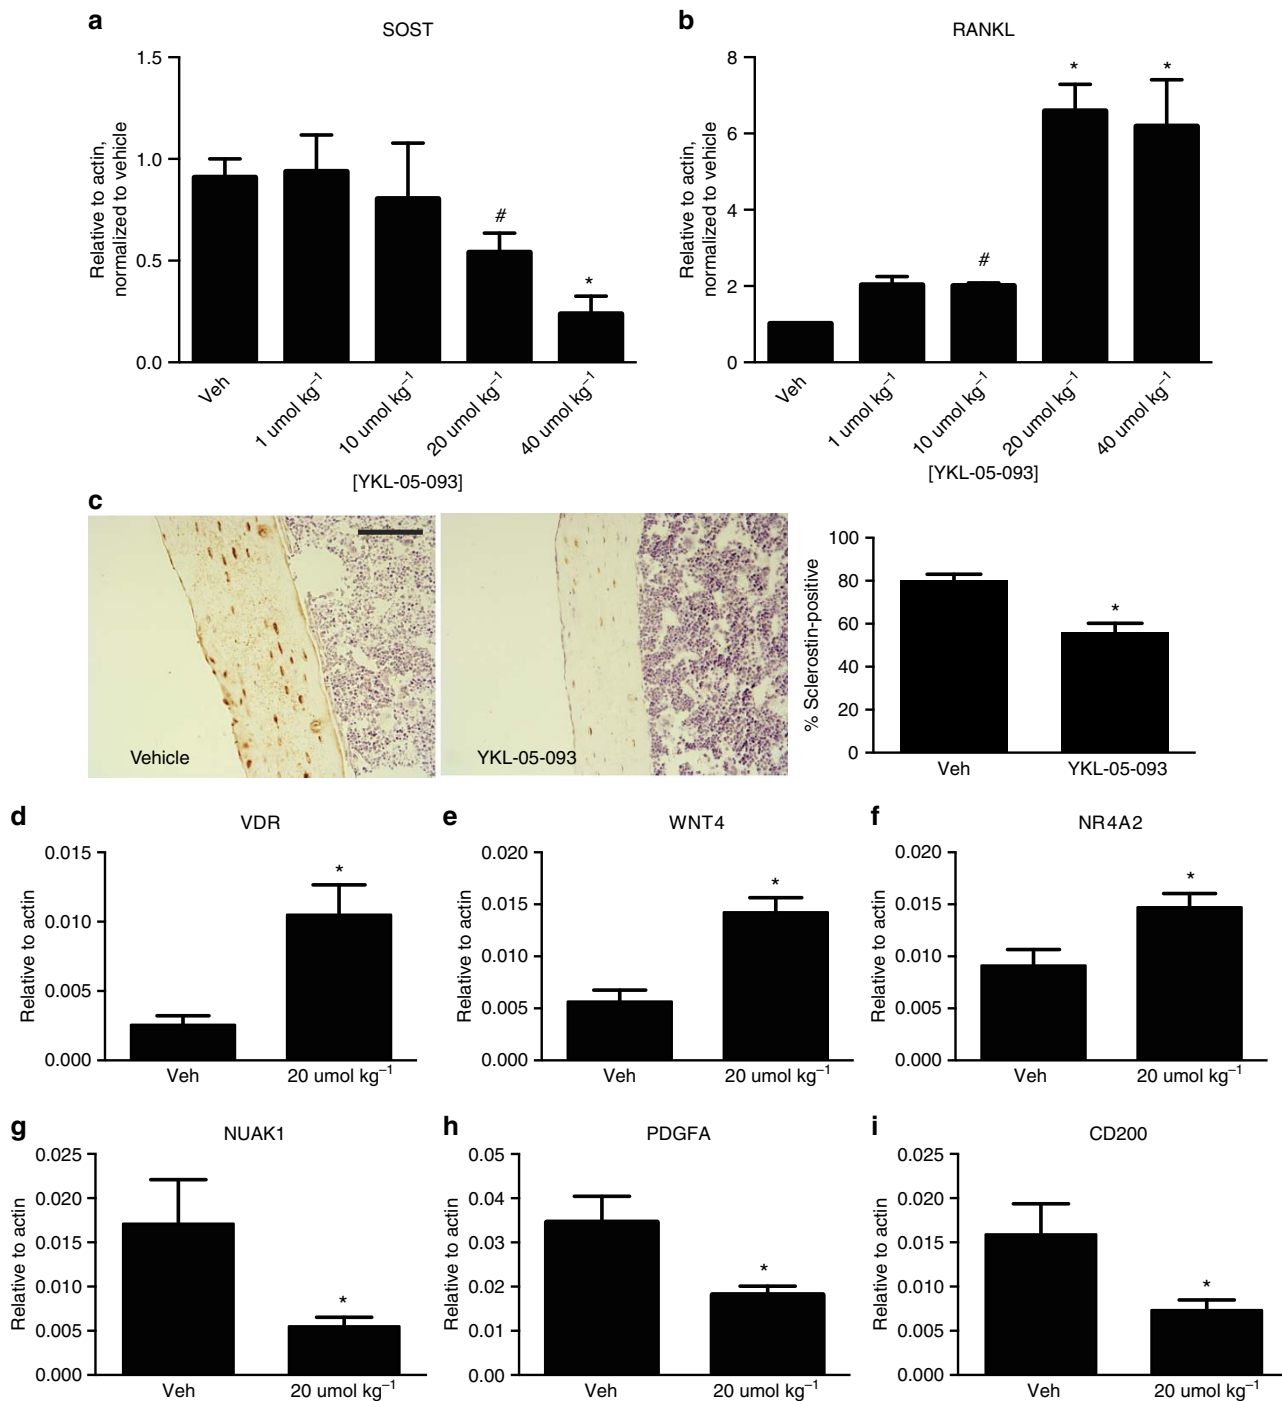 a
SOST
Relative to actin,
normalized to vehicle
1.5
1.0
0.5
0.0
#
*
Veh
1 umol kg⁻¹
10 umol kg⁻¹
20 umol kg⁻¹
40 umol kg⁻¹
[YKL-05-093]
b
RANKL
Relative to actin,
normalized to vehicle
8
6
4
2
0
#
*
*
Veh
1 umol kg⁻¹
10 umol kg⁻¹
20 umol kg⁻¹
40 umol kg⁻¹
[YKL-05-093]
c
Vehicle
YKL-05-093
% Sclerostin-positive
100
80
60
40
20
0
*
Veh
YKL-05-093
d
VDR
Relative to actin
0.015
0.010
0.005
0.000
*
Veh
20 umol kg⁻¹
e
WNT4
Relative to actin
0.020
0.015
0.010
0.005
0.000
*
Veh
20 umol kg⁻¹
f
NR4A2
Relative to actin
0.020
0.015
0.010
0.005
0.000
*
Veh
20 umol kg⁻¹
g
NUAK1
Relative to actin
0.025
0.020
0.015
0.010
0.005
0.000
*
Veh
20 umol kg⁻¹
h
PDGFA
Relative to actin
0.05
0.04
0.03
0.02
0.01
0.00
*
Veh
20 umol kg⁻¹
i
CD200
Relative to actin
0.025
0.020
0.015
0.010
0.005
0.000
*
Veh
20 umol kg⁻¹